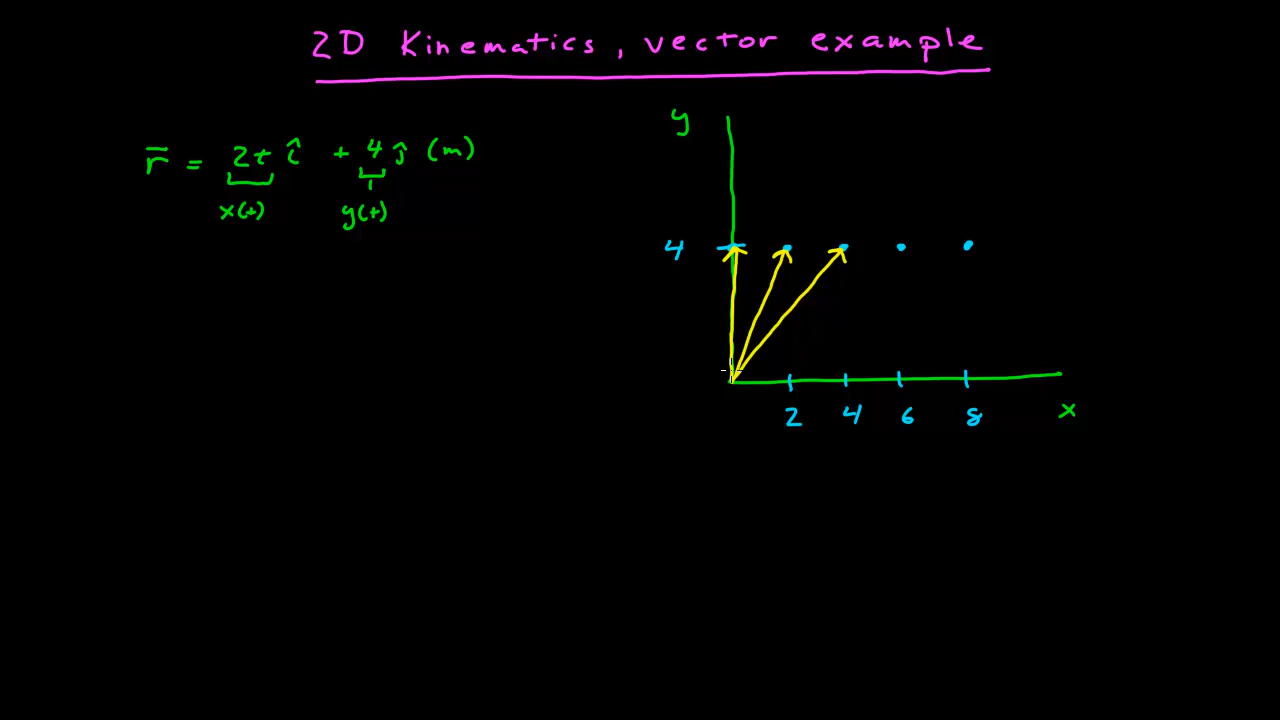 2D Kinematics, vector example
r̅ = 2t î + 4 ĵ (m)
x(t) y(t)
y
4
2 4 6 8
x